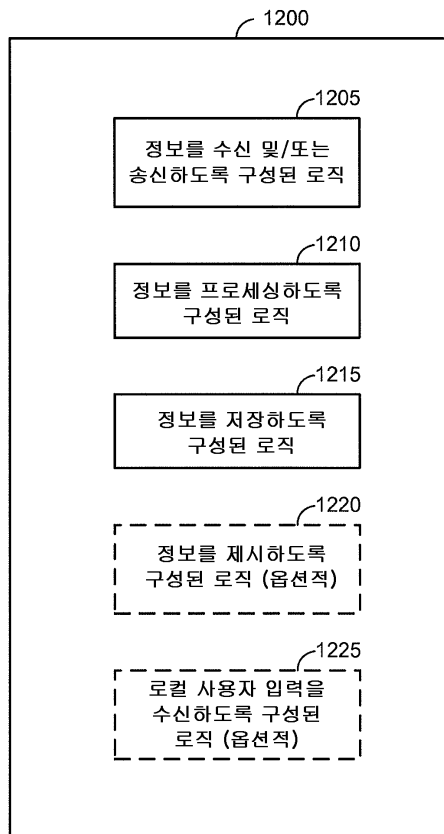 1200
1205
정보를 수신 및/또는
송신하도록 구성된 로직
1210
정보를 프로세싱하도록
구성된 로직
1215
정보를 저장하도록
구성된 로직
1220
정보를 제시하도록
구성된 로직 (옵션적)
1225
로컬 사용자 입력을
수신하도록 구성된
로직 (옵션적)